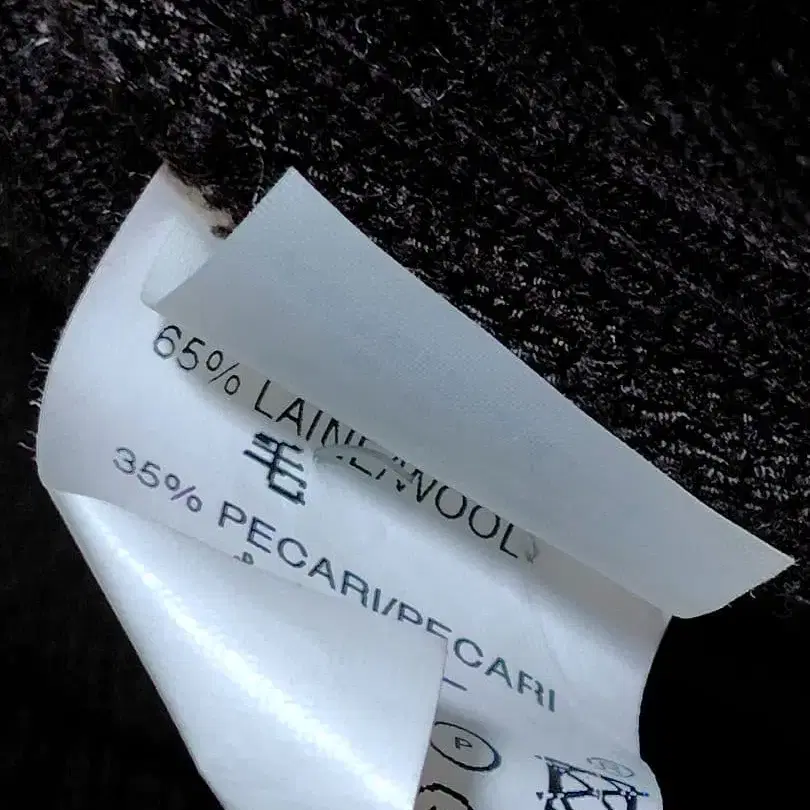 65% LAINE/WOOL
毛
35% PECARI/PECARI
P